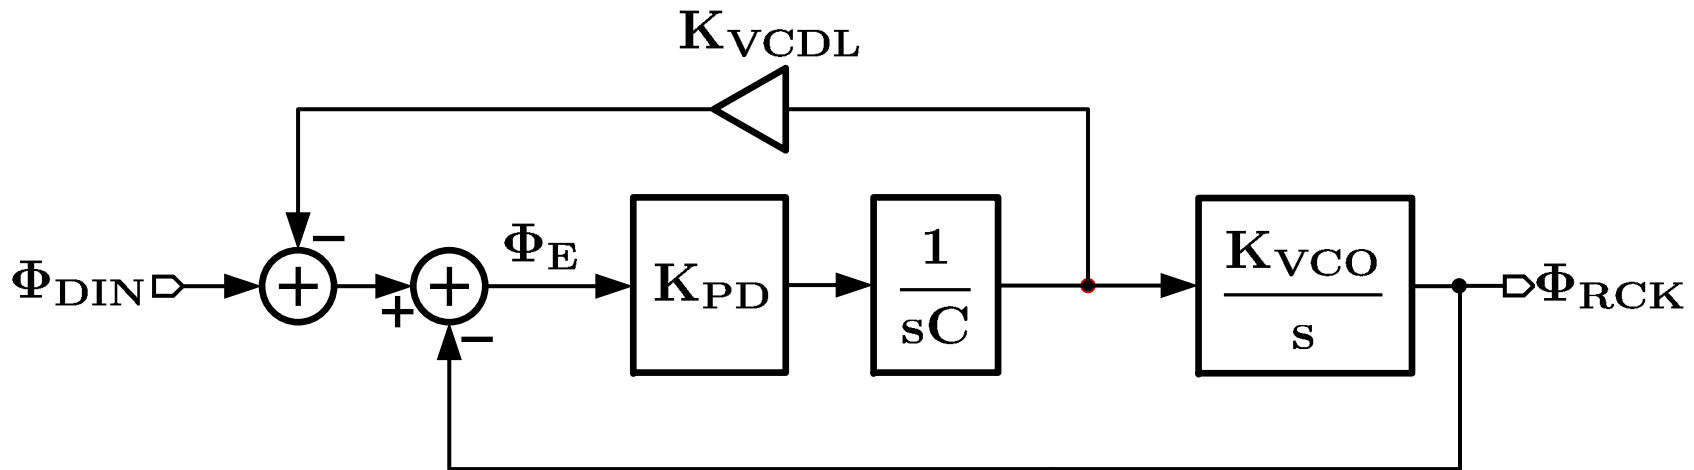 K_VCDL
−
Φ_DIN
+
+
+
−
Φ_E
K_PD
1
sC
K_VCO
s
Φ_RCK